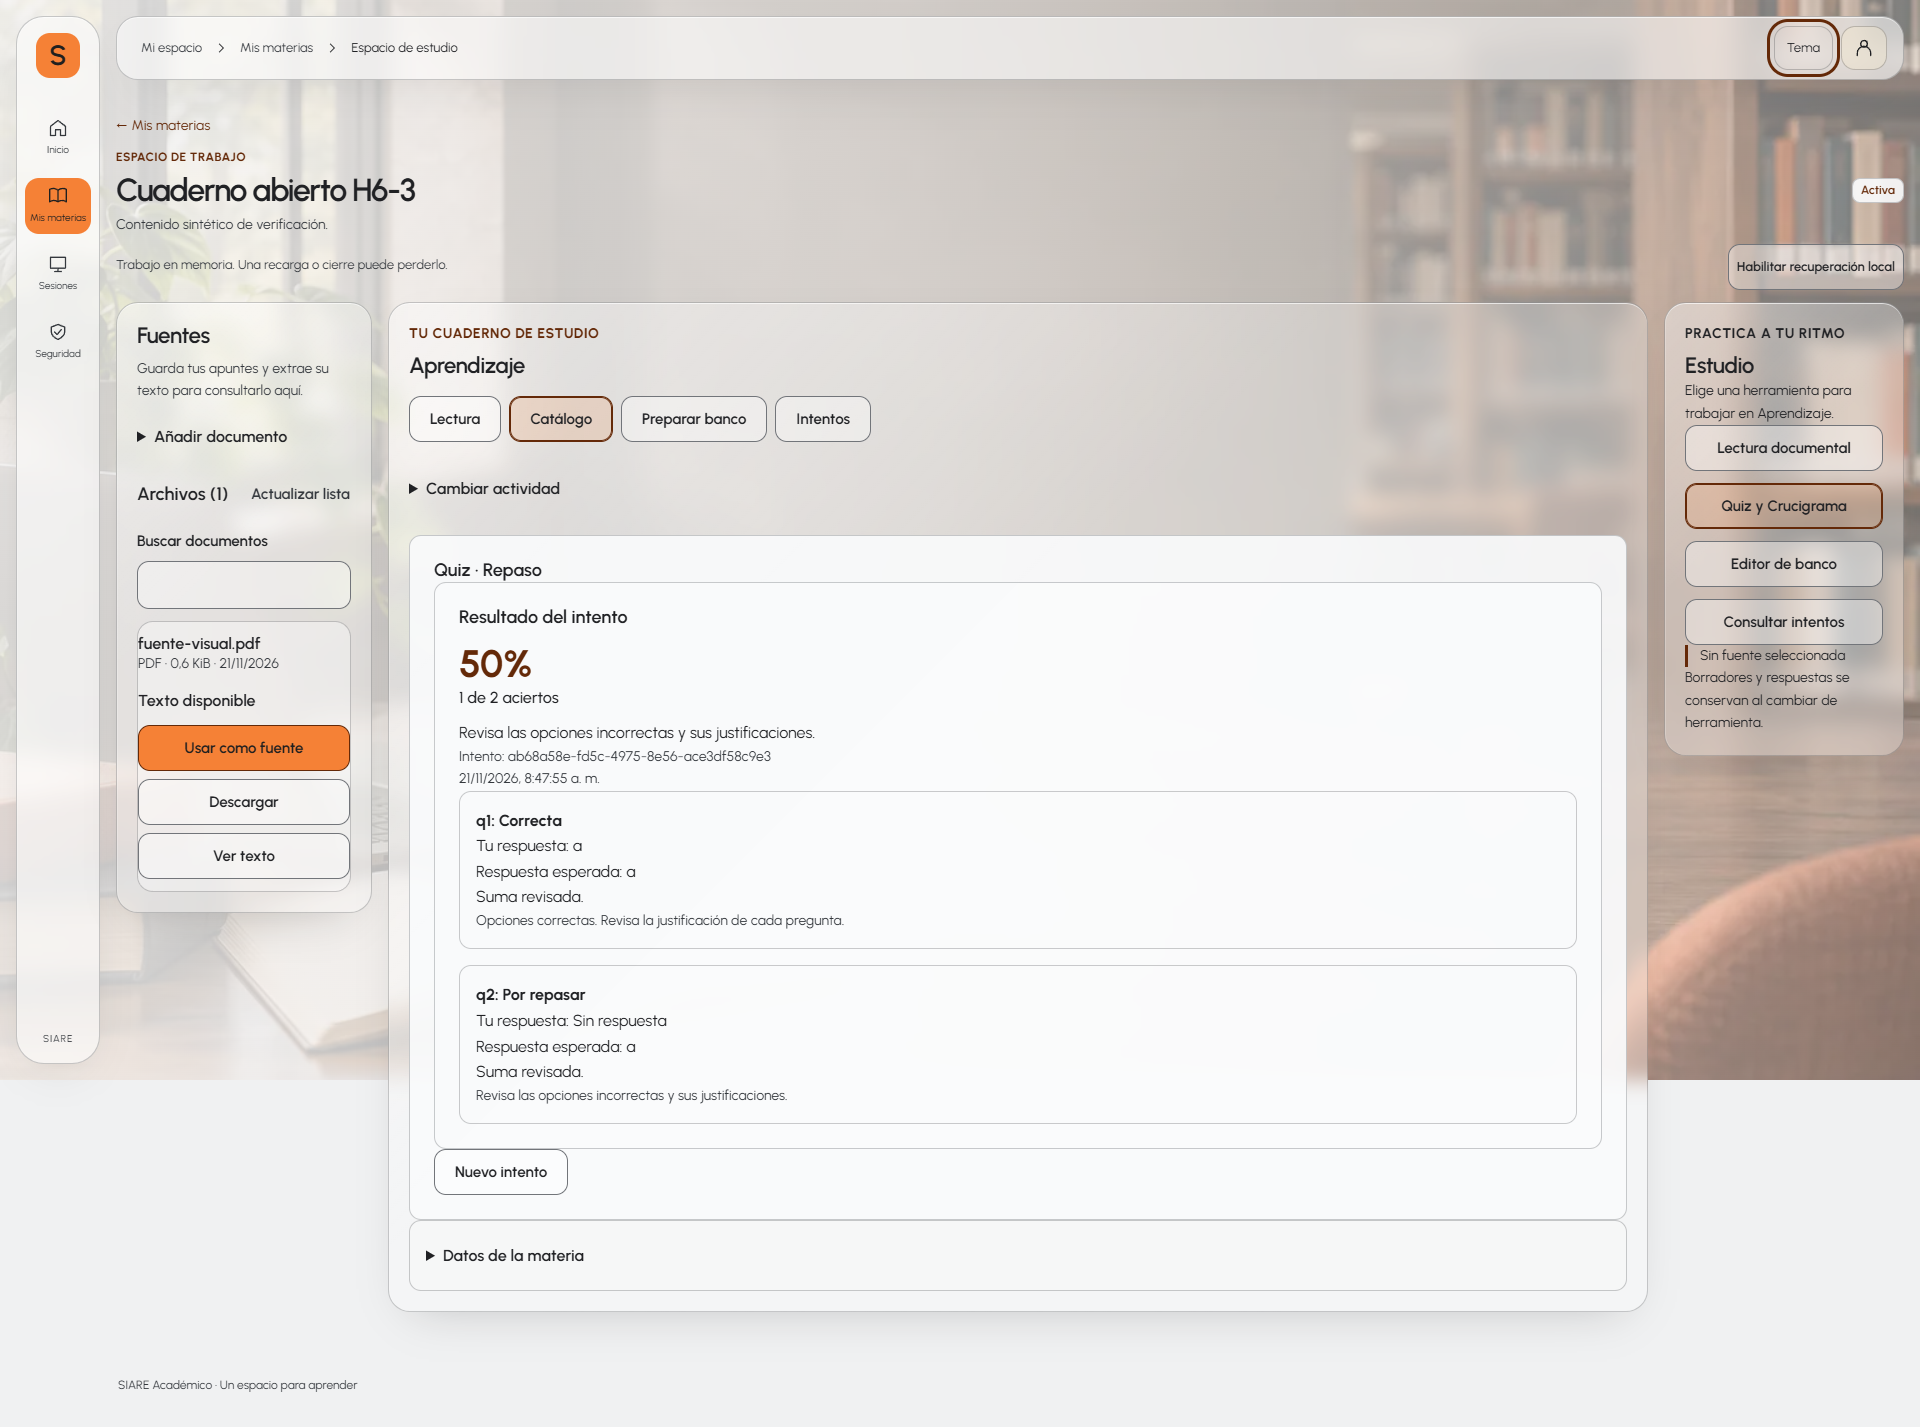 S
Inicio
Mis materias
Sesiones
Seguridad
SIARE
Mi espacio > Mis materias > Espacio de estudio
Tema
← Mis materias
ESPACIO DE TRABAJO
Cuaderno abierto H6-3
Contenido sintético de verificación.
Activa
Trabajo en memoria. Una recarga o cierre puede perderlo.
Habilitar recuperación local
Fuentes
Guarda tus apuntes y extrae su
texto para consultarlo aquí.
Añadir documento
Archivos (1)
Actualizar lista
Buscar documentos
fuente-visual.pdf
PDF · 0,6 KiB · 21/11/2026
Texto disponible
Usar como fuente
Descargar
Ver texto
TU CUADERNO DE ESTUDIO
Aprendizaje
Lectura
Catálogo
Preparar banco
Intentos
Cambiar actividad
Quiz · Repaso
Resultado del intento
50%
1 de 2 aciertos
Revisa las opciones incorrectas y sus justificaciones.
Intento: ab68a58e-fd5c-4975-8e56-ace3df58c9e3
21/11/2026, 8:47:55 a. m.
q1: Correcta
Tu respuesta: a
Respuesta esperada: a
Suma revisada.
Opciones correctas. Revisa la justificación de cada pregunta.
q2: Por repasar
Tu respuesta: Sin respuesta
Respuesta esperada: a
Suma revisada.
Revisa las opciones incorrectas y sus justificaciones.
Nuevo intento
Datos de la materia
PRACTICA A TU RITMO
Estudio
Elige una herramienta para
trabajar en Aprendizaje.
Lectura documental
Quiz y Crucigrama
Editor de banco
Consultar intentos
Sin fuente seleccionada
Borradores y respuestas se
conservan al cambiar de
herramienta.
SIARE Académico · Un espacio para aprender